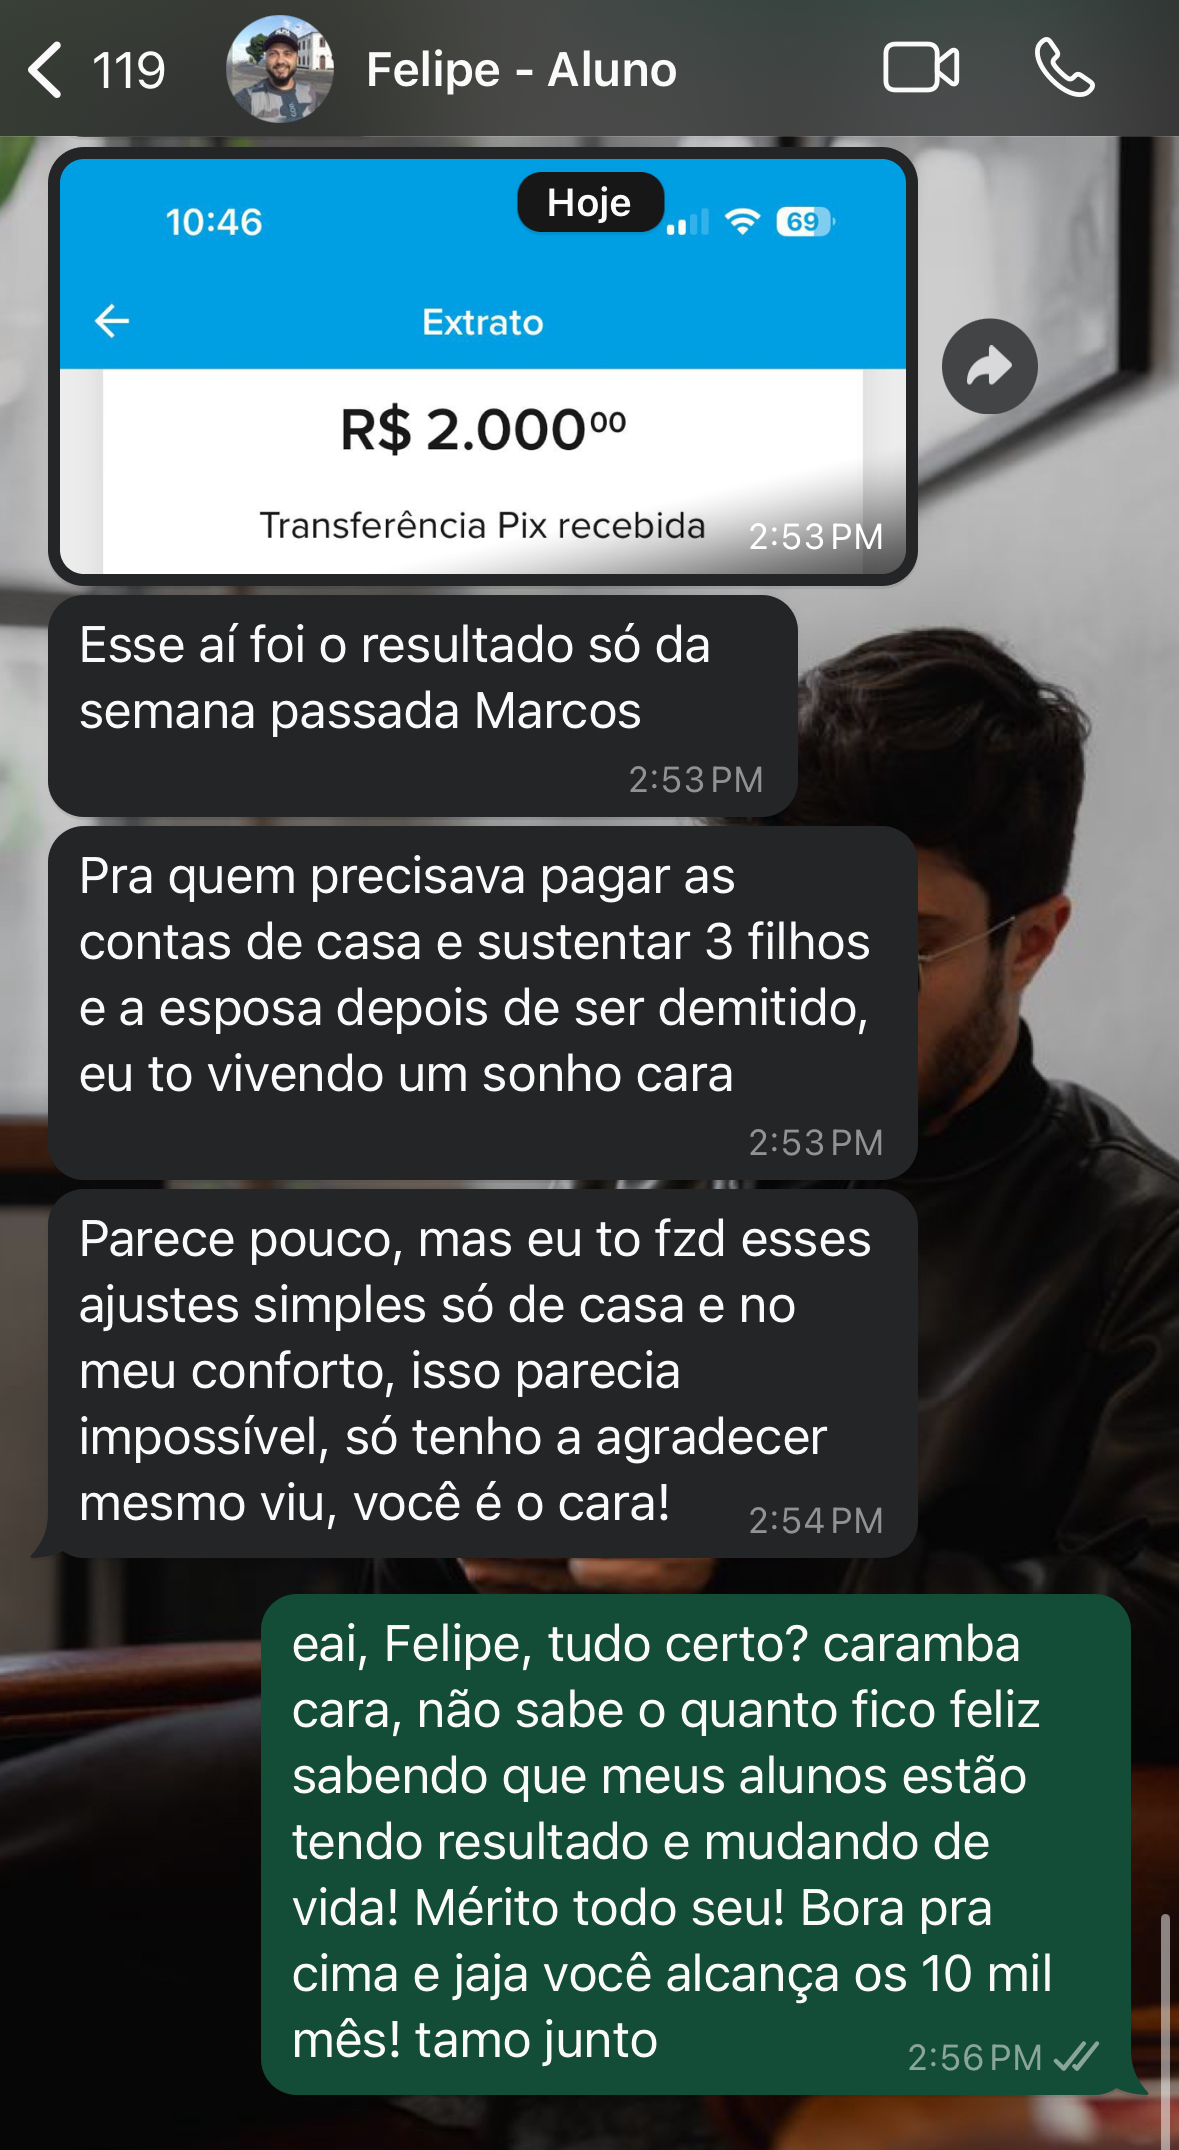 119
Felipe - Aluno
Hoje
10:46
69
Extrato
R$ 2.000⁰⁰
Transferência Pix recebida
2:53 PM
Esse aí foi o resultado só da
semana passada Marcos
2:53 PM
Pra quem precisava pagar as
contas de casa e sustentar 3 filhos
e a esposa depois de ser demitido,
eu to vivendo um sonho cara
2:53 PM
Parece pouco, mas eu to fzd esses
ajustes simples só de casa e no
meu conforto, isso parecia
impossível, só tenho a agradecer
mesmo viu, você é o cara!
2:54 PM
eai, Felipe, tudo certo? caramba
cara, não sabe o quanto fico feliz
sabendo que meus alunos estão
tendo resultado e mudando de
vida! Mérito todo seu! Bora pra
cima e jaja você alcança os 10 mil
mês! tamo junto
2:56 PM